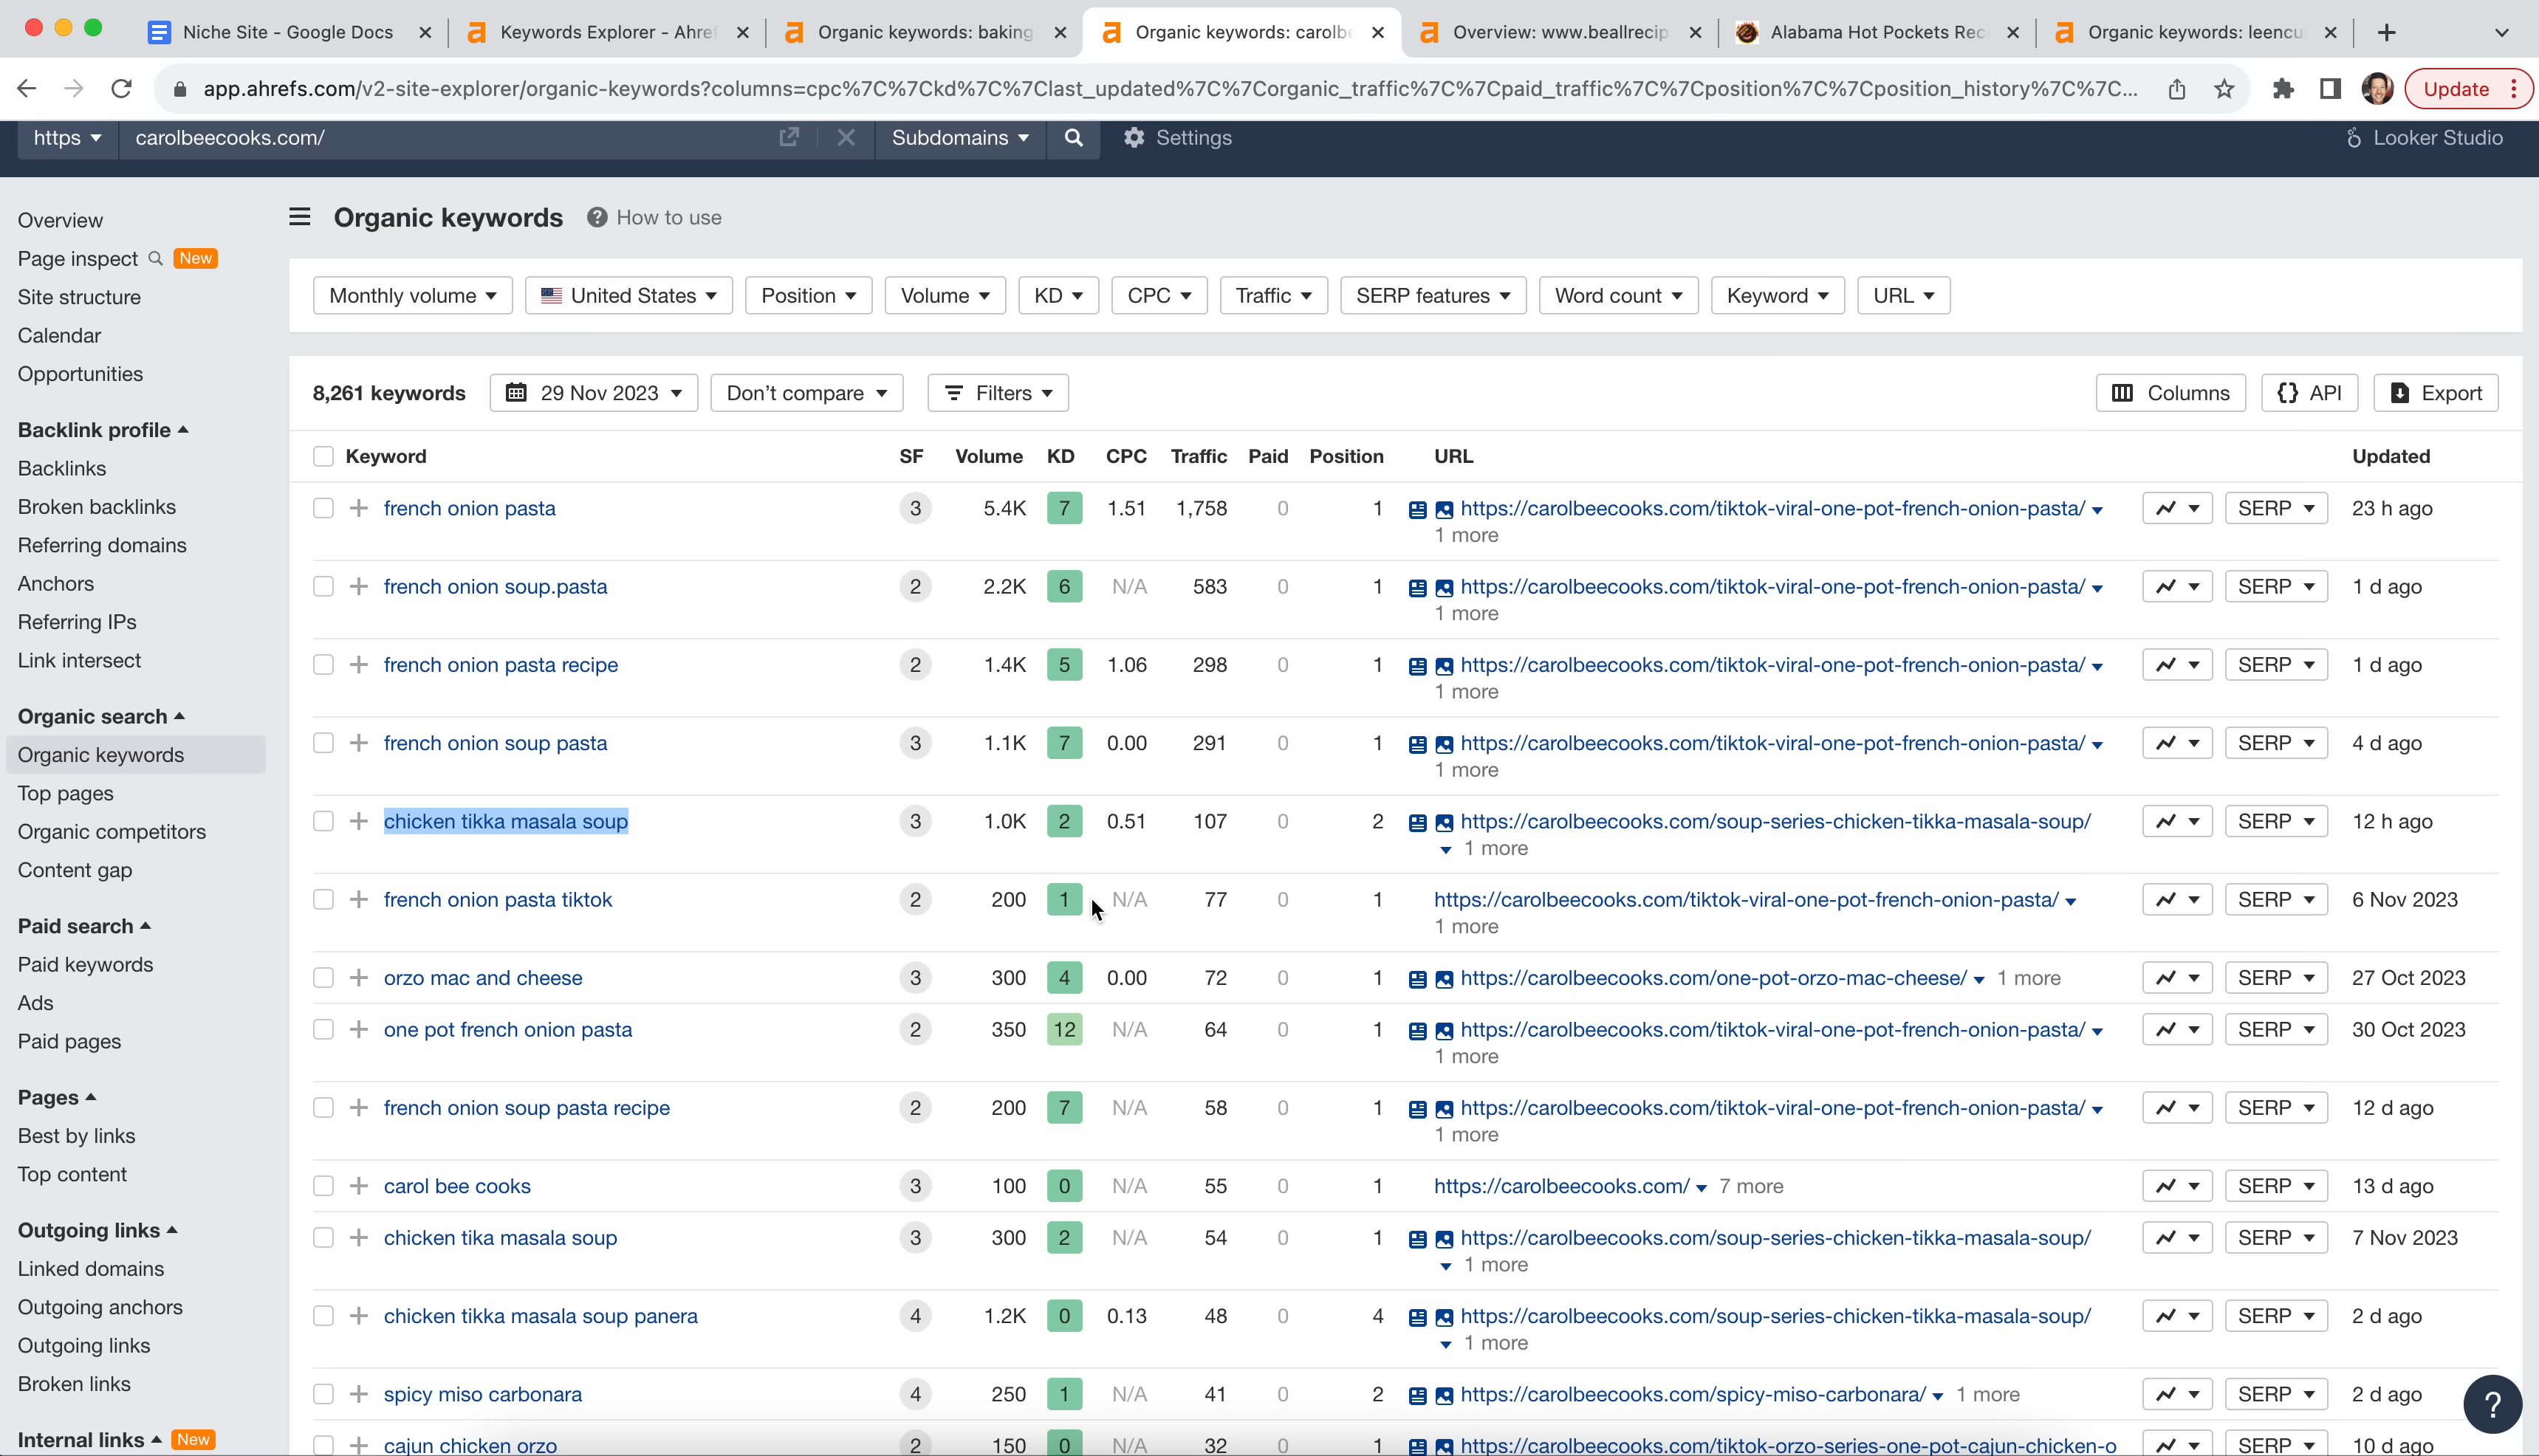 Niche Site - Google Docs
Keywords Explorer - Ahref
Organic keywords: baking
Organic keywords: carolbe
Overview: www.beallrecip
Alabama Hot Pockets Rec
Organic keywords: leencu
app.ahrefs.com/v2-site-explorer/organic-keywords?columns=cpc%7C%7Ckd%7C%7Clast_updated%7C%7Corganic_traffic%7C%7Cpaid_traffic%7C%7Cposition%7C%7Cposition_history%7C%7C...
Update
https carolbeecooks.com/ Subdomains Settings Looker Studio
Overview
Page inspect New
Site structure
Calendar
Opportunities
Backlink profile
Backlinks
Broken backlinks
Referring domains
Anchors
Referring IPs
Link intersect
Organic search
Organic keywords
Top pages
Organic competitors
Content gap
Paid search
Paid keywords
Ads
Paid pages
Pages
Best by links
Top content
Outgoing links
Linked domains
Outgoing anchors
Outgoing links
Broken links
Internal links New
Organic keywords ? How to use
Monthly volume United States Position Volume KD CPC Traffic SERP features Word count Keyword URL
8,261 keywords 29 Nov 2023 Don't compare Filters Columns {} API Export
Keyword SF Volume KD CPC Traffic Paid Position URL Updated
french onion pasta 3 5.4K 7 1.51 1,758 0 1 https://carolbeecooks.com/tiktok-viral-one-pot-french-onion-pasta/ SERP 23 h ago
1 more
french onion soup.pasta 2 2.2K 6 N/A 583 0 1 https://carolbeecooks.com/tiktok-viral-one-pot-french-onion-pasta/ SERP 1 d ago
1 more
french onion pasta recipe 2 1.4K 5 1.06 298 0 1 https://carolbeecooks.com/tiktok-viral-one-pot-french-onion-pasta/ SERP 1 d ago
1 more
french onion soup pasta 3 1.1K 7 0.00 291 0 1 https://carolbeecooks.com/tiktok-viral-one-pot-french-onion-pasta/ SERP 4 d ago
1 more
chicken tikka masala soup 3 1.0K 2 0.51 107 0 2 https://carolbeecooks.com/soup-series-chicken-tikka-masala-soup/ SERP 12 h ago
1 more
french onion pasta tiktok 2 200 1 N/A 77 0 1 https://carolbeecooks.com/tiktok-viral-one-pot-french-onion-pasta/ SERP 6 Nov 2023
1 more
orzo mac and cheese 3 300 4 0.00 72 0 1 https://carolbeecooks.com/one-pot-orzo-mac-cheese/ 1 more SERP 27 Oct 2023
one pot french onion pasta 2 350 12 N/A 64 0 1 https://carolbeecooks.com/tiktok-viral-one-pot-french-onion-pasta/ SERP 30 Oct 2023
1 more
french onion soup pasta recipe 2 200 7 N/A 58 0 1 https://carolbeecooks.com/tiktok-viral-one-pot-french-onion-pasta/ SERP 12 d ago
1 more
carol bee cooks 3 100 0 N/A 55 0 1 https://carolbeecooks.com/ 7 more SERP 13 d ago
chicken tika masala soup 3 300 2 N/A 54 0 1 https://carolbeecooks.com/soup-series-chicken-tikka-masala-soup/ SERP 7 Nov 2023
1 more
chicken tikka masala soup panera 4 1.2K 0 0.13 48 0 4 https://carolbeecooks.com/soup-series-chicken-tikka-masala-soup/ SERP 2 d ago
1 more
spicy miso carbonara 4 250 1 N/A 41 0 2 https://carolbeecooks.com/spicy-miso-carbonara/ 1 more SERP 2 d ago
cajun chicken orzo 2 150 0 N/A 32 0 1 https://carolbeecooks.com/tiktok-orzo-series-one-pot-cajun-chicken-o SERP 10 d ago
?